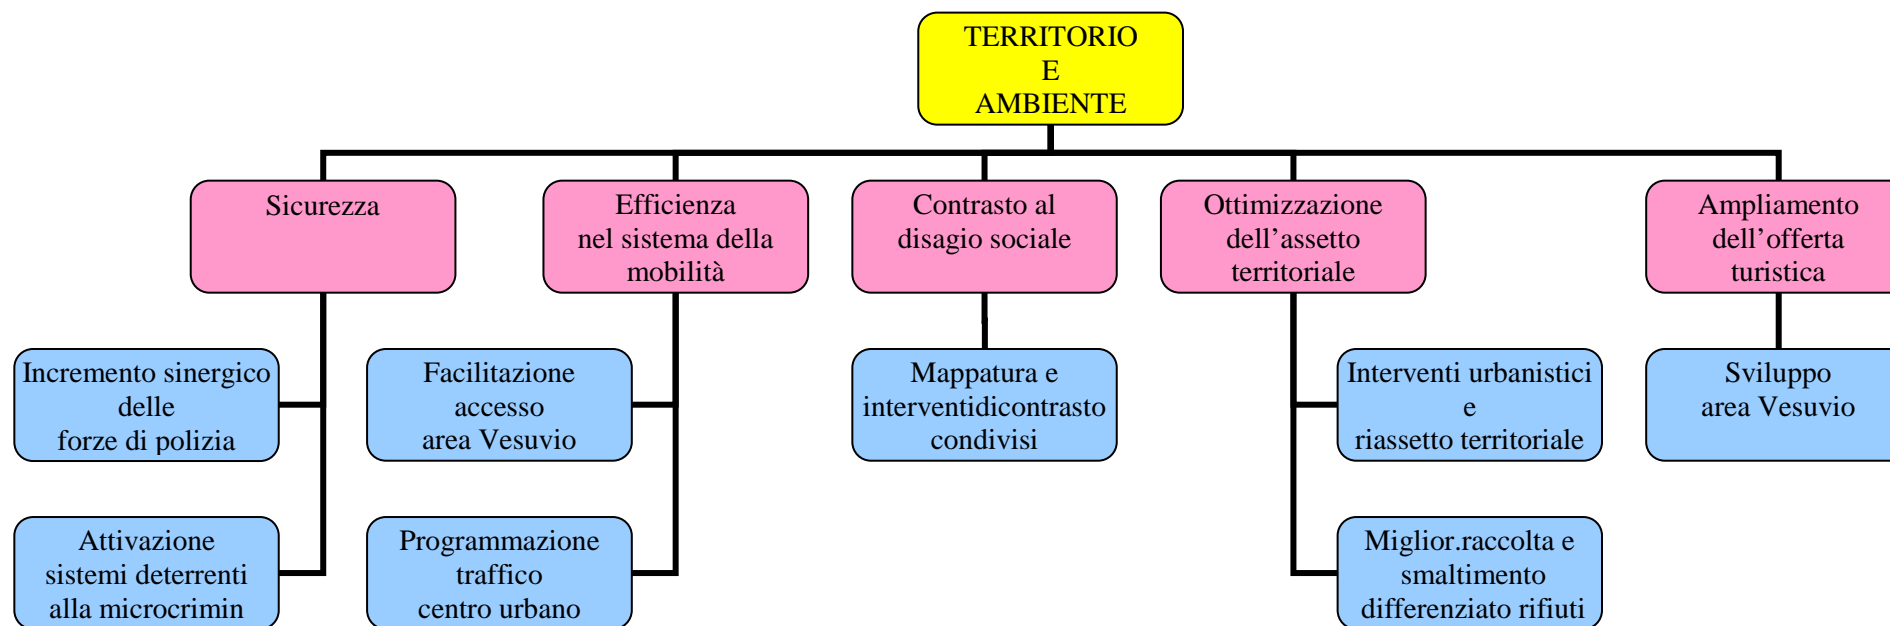 TERRITORIO
E
AMBIENTE
Sicurezza
Efficienza
nel sistema della
mobilità
Contrasto al
disagio sociale
Ottimizzazione
dell’assetto
territoriale
Ampliamento
dell’offerta
turistica
Incremento sinergico
delle
forze di polizia
Facilitazione
accesso
area Vesuvio
Mappatura e
interventidicontrasto
condivisi
Interventi urbanistici
e
riassetto territoriale
Sviluppo
area Vesuvio
Attivazione
sistemi deterrenti
alla microcrimin
Programmazione
traffico
centro urbano
Miglior.raccolta e
smaltimento
differenziato rifiuti